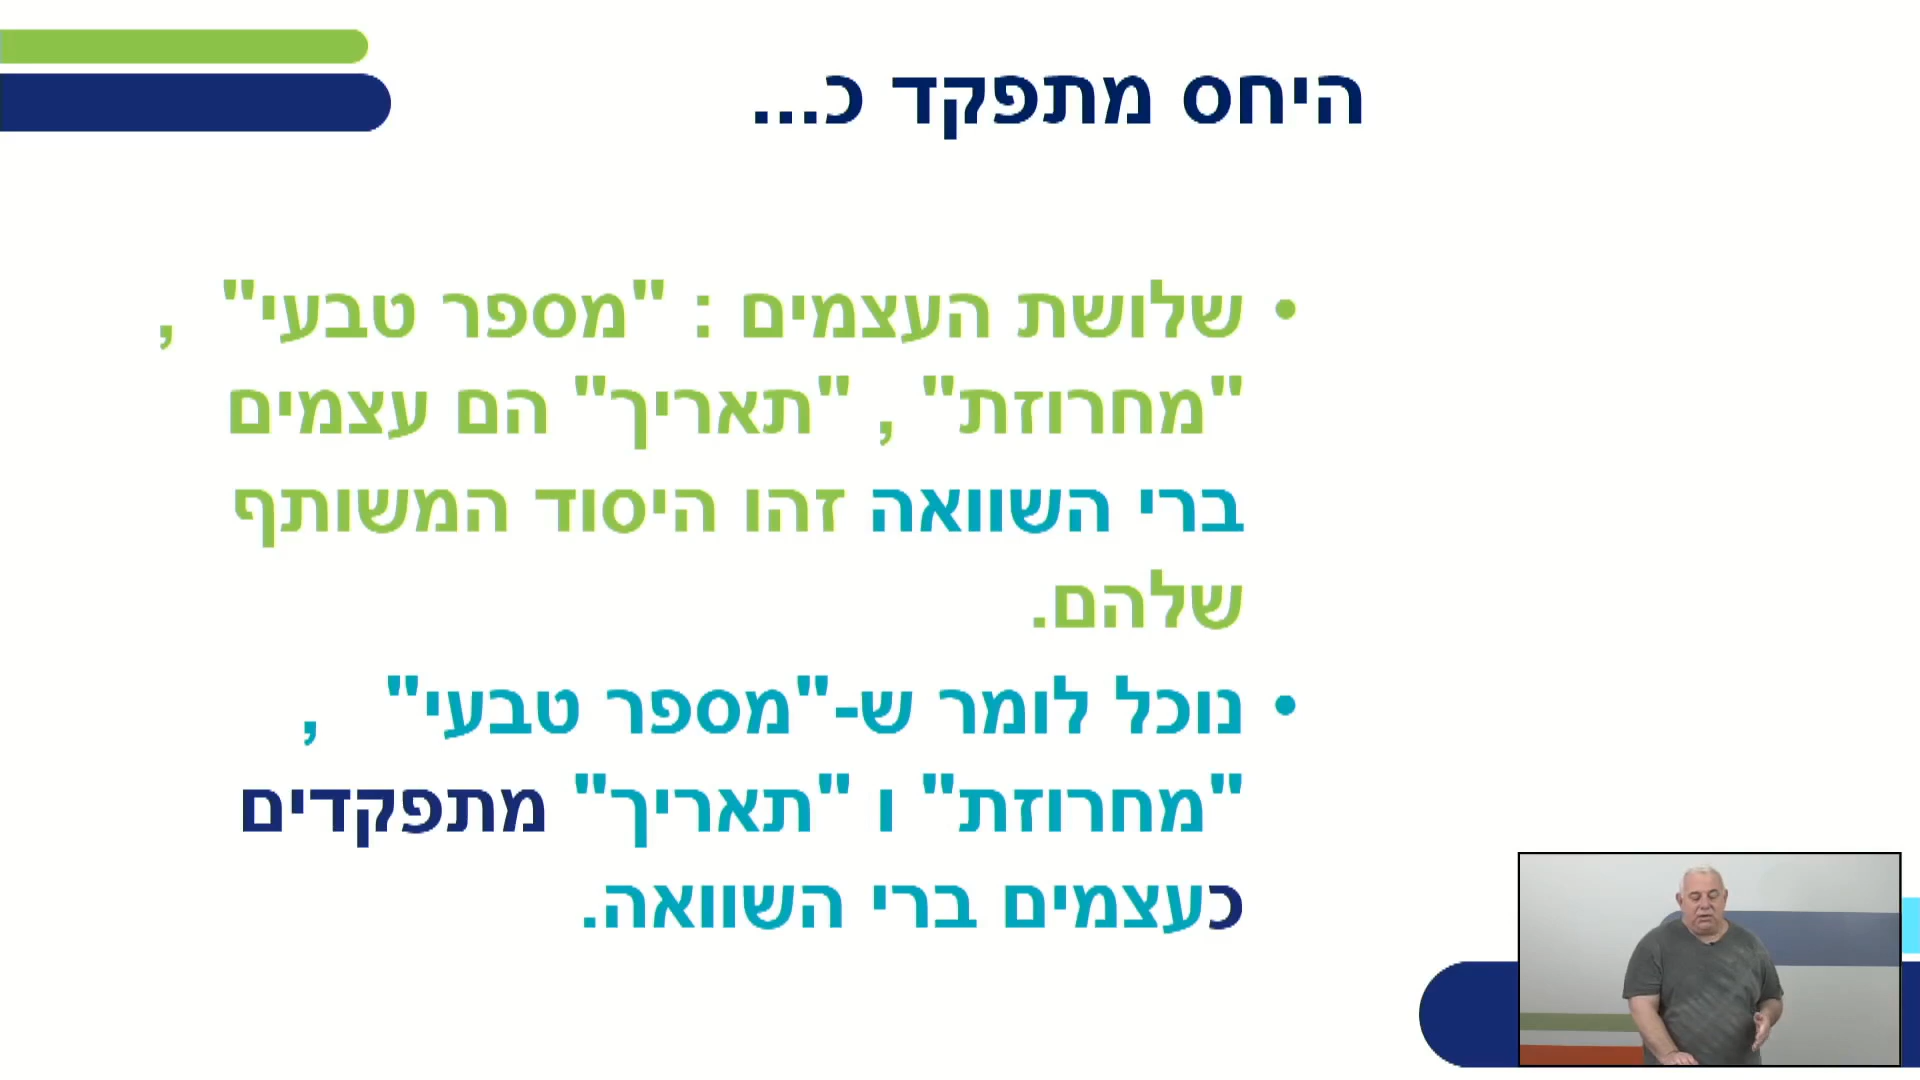 היחס מתפקד כ...
• שלושת העצמים : "מספר טבעי" ,
"מחרוזת" , "תאריך" הם עצמים
ברי השוואה זהו היסוד המשותף
שלהם.
• נוכל לומר ש-"מספר טבעי" ,
"מחרוזת" ו "תאריך" מתפקדים
כעצמים ברי השוואה.